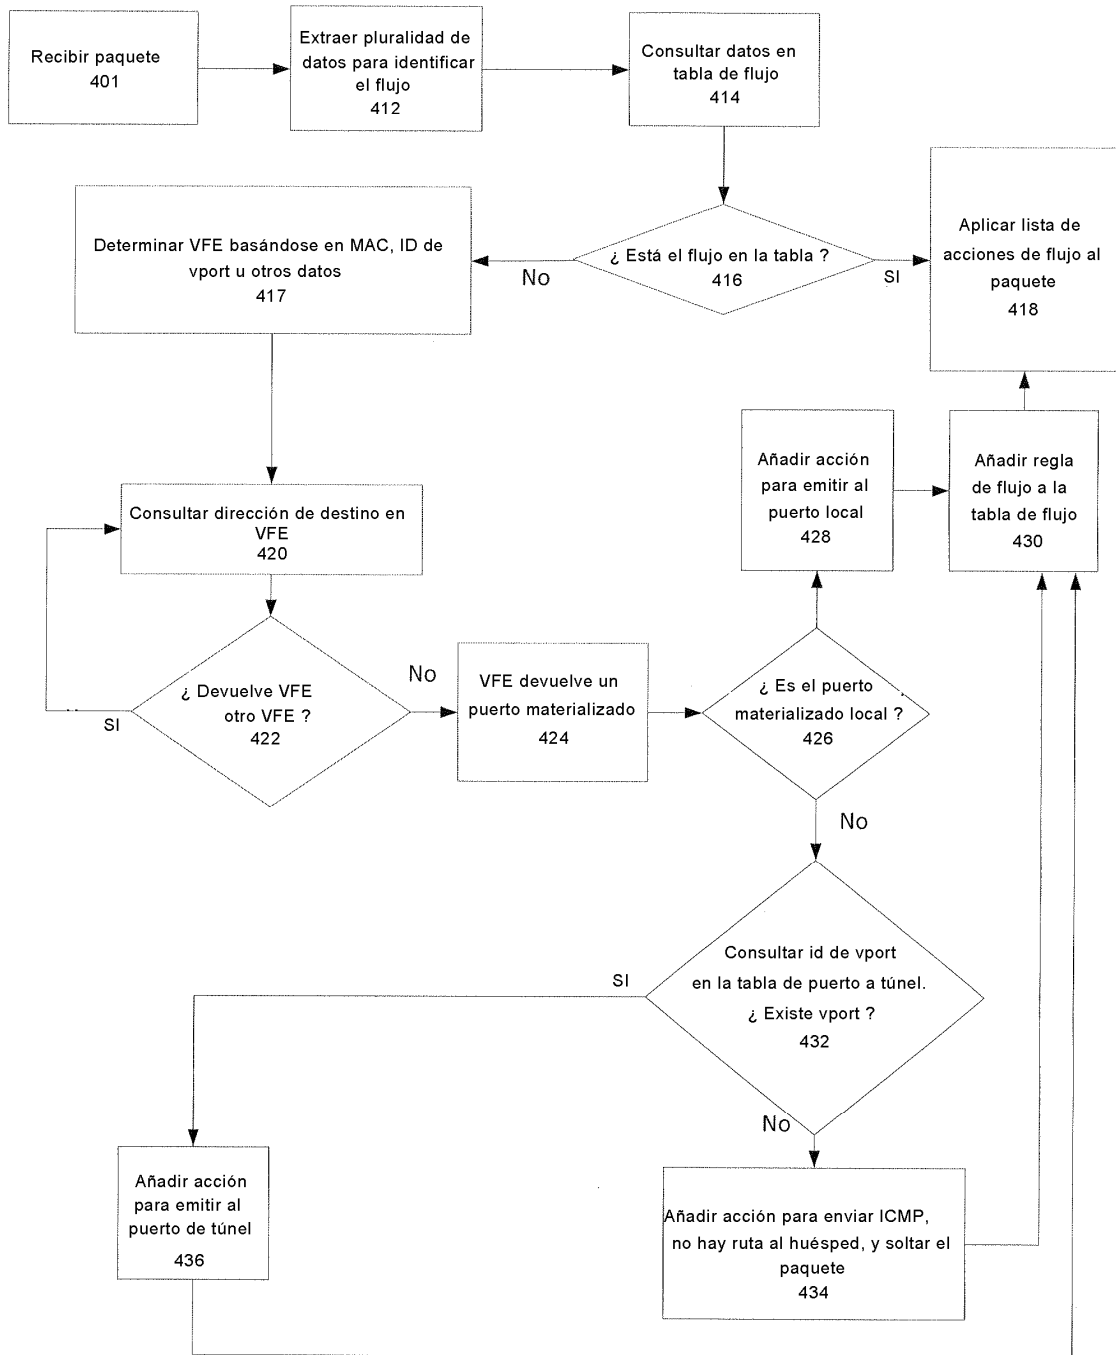 Recibir paquete
401
Extraer pluralidad de
datos para identificar
el flujo
412
Consultar datos en
tabla de flujo
414
Determinar VFE basándose en MAC, ID de
vport u otros datos
417
No
¿ Está el flujo en la tabla ?
416
SI
Aplicar lista de
acciones de flujo al
paquete
418
Consultar dirección de destino en
VFE
420
Añadir acción
para emitir al
puerto local
428
Añadir regla
de flujo a la
tabla de flujo
430
¿ Devuelve VFE
otro VFE ?
422
SI
No
VFE devuelve un
puerto materializado
424
¿ Es el puerto
materializado local ?
426
No
Consultar id de vport
en la tabla de puerto a túnel.
¿ Existe vport ?
432
SI
No
Añadir acción
para emitir al
puerto de túnel
436
Añadir acción para enviar ICMP,
no hay ruta al huésped, y soltar el
paquete
434